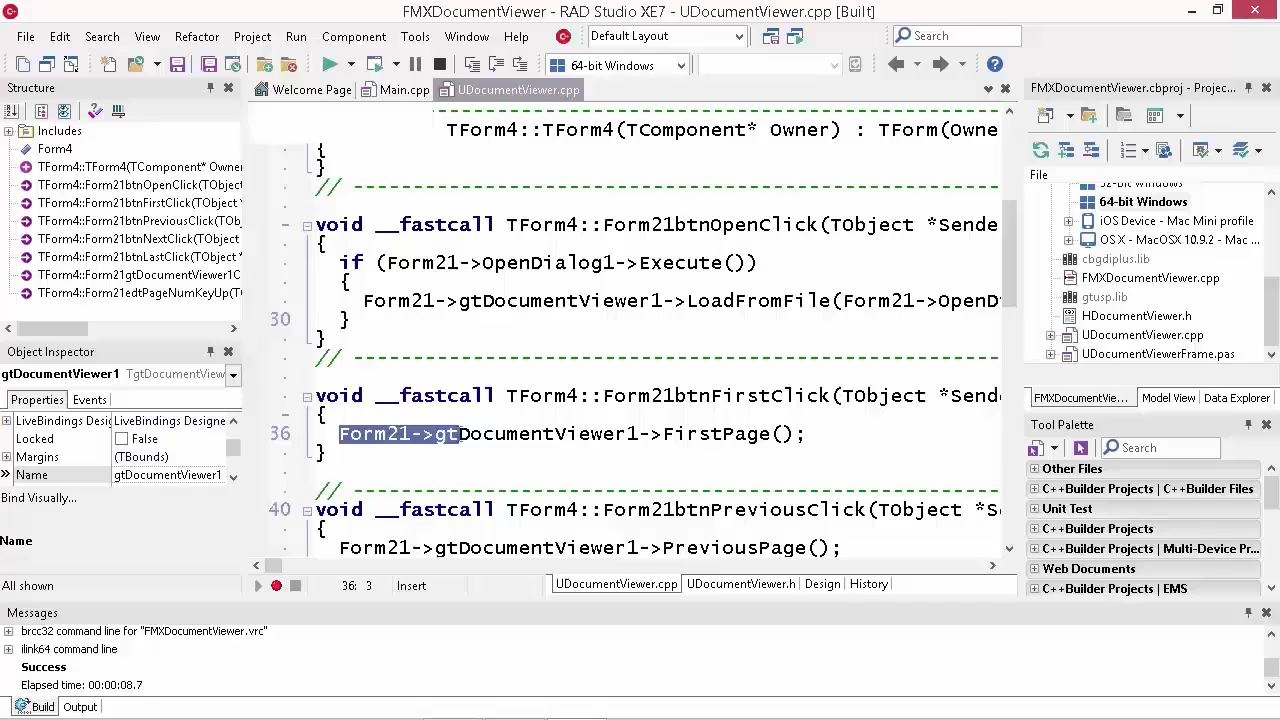 FMXDocumentViewer - RAD Studio XE7 - UDocumentViewer.cpp [Built]
File Edit Search View Refactor Project Run Component Tools Window Help Default Layout Search
64-bit Windows
Structure
Welcome Page Main.cpp UDocumentViewer.cpp
FMXDocumentViewer.cbproj - Projec...
Includes
Form4
TForm4::TForm4(TComponent* Owne
TForm4::Form21btnOpenClick(TObject
TForm4::Form21btnFirstClick(TObject *
TForm4::Form21btnPreviousClick(TObj
TForm4::Form21btnNextClick(TObject
TForm4::Form21btnLastClick(TObject *
TForm4::Form21gtDocumentViewer1C
TForm4::Form21edtPageNumKeyUp(T
Object Inspector
gtDocumentViewer1 TgtDocumentView
Properties Events
LiveBindings Design LiveBindings Desig
Locked False
Margins (TBounds)
Name gtDocumentViewer1
Bind Visually...
Name
All shown
TForm4::TForm4(TComponent* Owner) : TForm(Owne
{
}
// ----------------------------------------
void __fastcall TForm4::Form21btnOpenClick(TObject *Sende
{
if (Form21->OpenDialog1->Execute())
{
Form21->gtDocumentViewer1->LoadFromFile(Form21->OpenD
30 }
}
// ----------------------------------------
void __fastcall TForm4::Form21btnFirstClick(TObject *Send
{
36 Form21->gtDocumentViewer1->FirstPage();
}
// ----------------------------------------
40 void __fastcall TForm4::Form21btnPreviousClick(TObject *S
{
Form21->gtDocumentViewer1->PreviousPage();
36: 3 Insert UDocumentViewer.cpp UDocumentViewer.h Design History
File
32-bit Windows
64-bit Windows
iOS Device - Mac Mini profile
OS X - MacOSX 10.9.2 - Mac ...
cbgdiplus.lib
FMXDocumentViewer.cpp
gtusp.lib
HDocumentViewer.h
UDocumentViewer.cpp
UDocumentViewerFrame.pas
FMXDocumentVie... Model View Data Explorer
Tool Palette
Search
Other Files
C++Builder Projects | C++Builder Files
Unit Test
C++Builder Projects
C++Builder Projects | Multi-Device Pr...
Web Documents
C++Builder Projects | EMS
Messages
brcc32 command line for "FMXDocumentViewer.vrc"
ilink64 command line
Success
Elapsed time: 00:00:08.7
Build Output